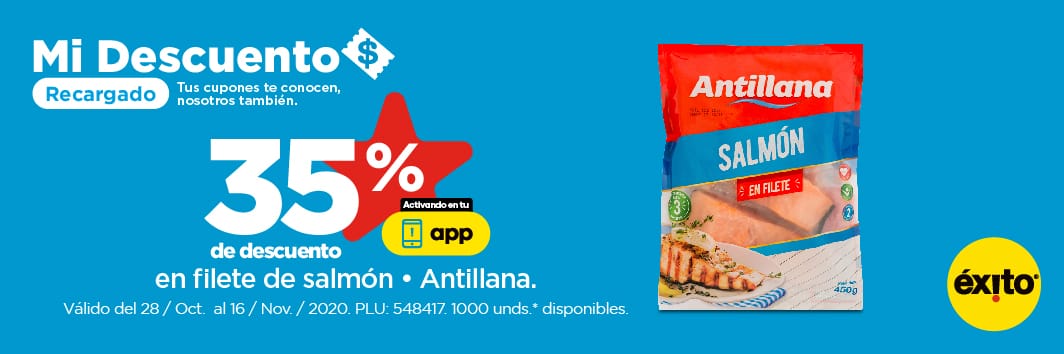 Mi Descuento $
Recargado
Tus cupones te conocen,
nosotros también.
35%
de descuento
Activando en tu
app
en filete de salmón • Antillana.
Válido del 28 / Oct. al 16 / Nov. / 2020. PLU: 548417. 1000 unds.* disponibles.
Antillana
SALMÓN
EN FILETE
3
2
450g
éxito